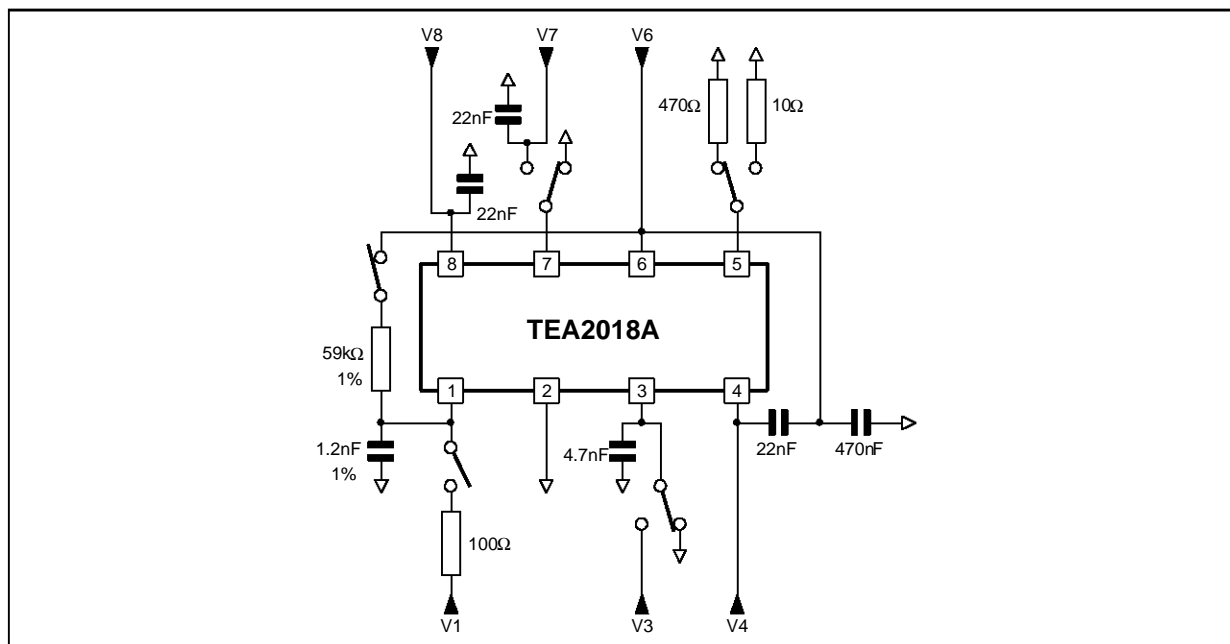 V8
V7
V6
470Ω
10Ω
22nF
22nF
8
7
6
5
TEA2018A
59kΩ
1%
1
2
3
4
1.2nF
1%
4.7nF
22nF
470nF
100Ω
V1
V3
V4